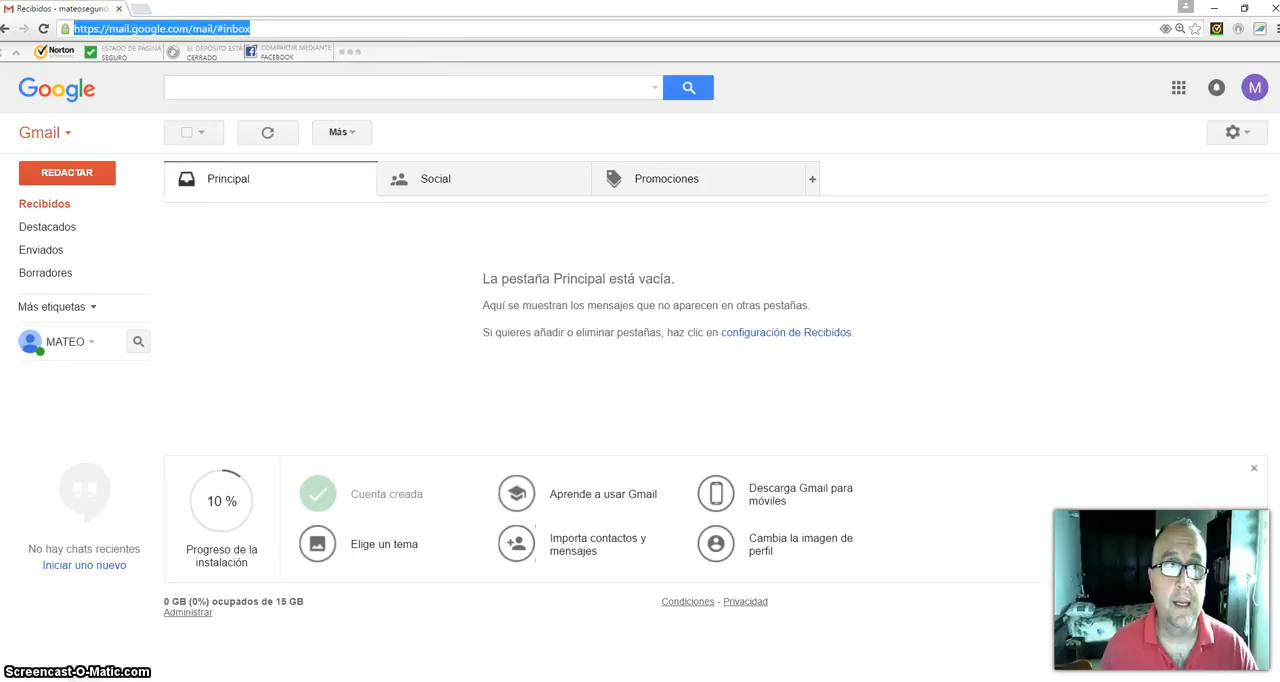 Recibidos - mateosegund
https://mail.google.com/mail/#inbox
Norton
ESTADO DE PÁGINA
SEGURO
EL DEPÓSITO ESTÁ
CERRADO
COMPARTIR MEDIANTE
FACEBOOK
Google
M
Gmail
Más
REDACTAR
Principal
Social
Promociones
+
Recibidos
Destacados
Enviados
Borradores
Más etiquetas
MATEO
La pestaña Principal está vacía.
Aquí se muestran los mensajes que no aparecen en otras pestañas.
Si quieres añadir o eliminar pestañas, haz clic en configuración de Recibidos.
10 %
Progreso de la
instalación
Cuenta creada
Aprende a usar Gmail
Descarga Gmail para
móviles
Elige un tema
Importa contactos y
mensajes
Cambia la imagen de
perfil
No hay chats recientes
Iniciar uno nuevo
0 GB (0%) ocupados de 15 GB
Administrar
Condiciones - Privacidad
Screencast-O-Matic.com